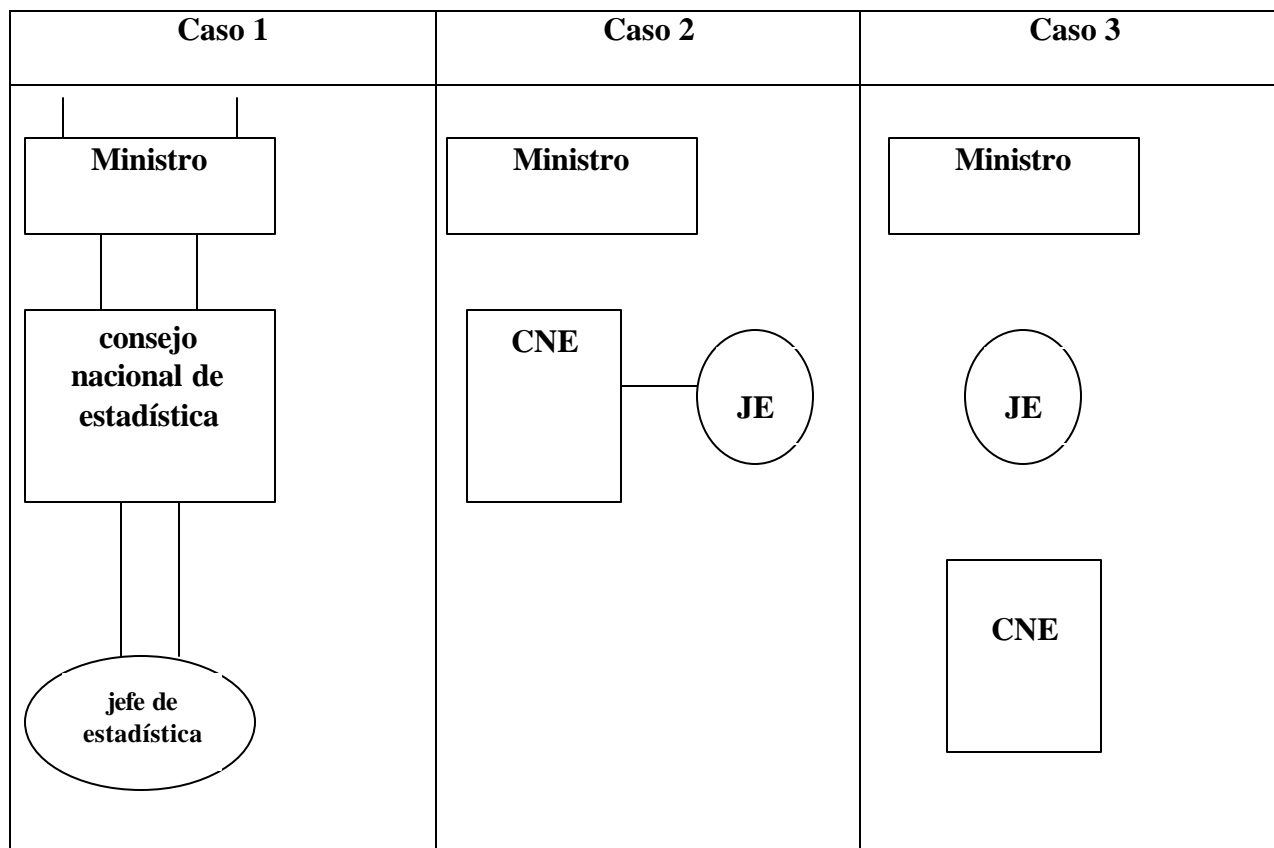 Caso 1
Caso 2
Caso 3
Ministro
consejo
nacional de
estadística
jefe de
estadística
Ministro
CNE
JE
Ministro
JE
CNE